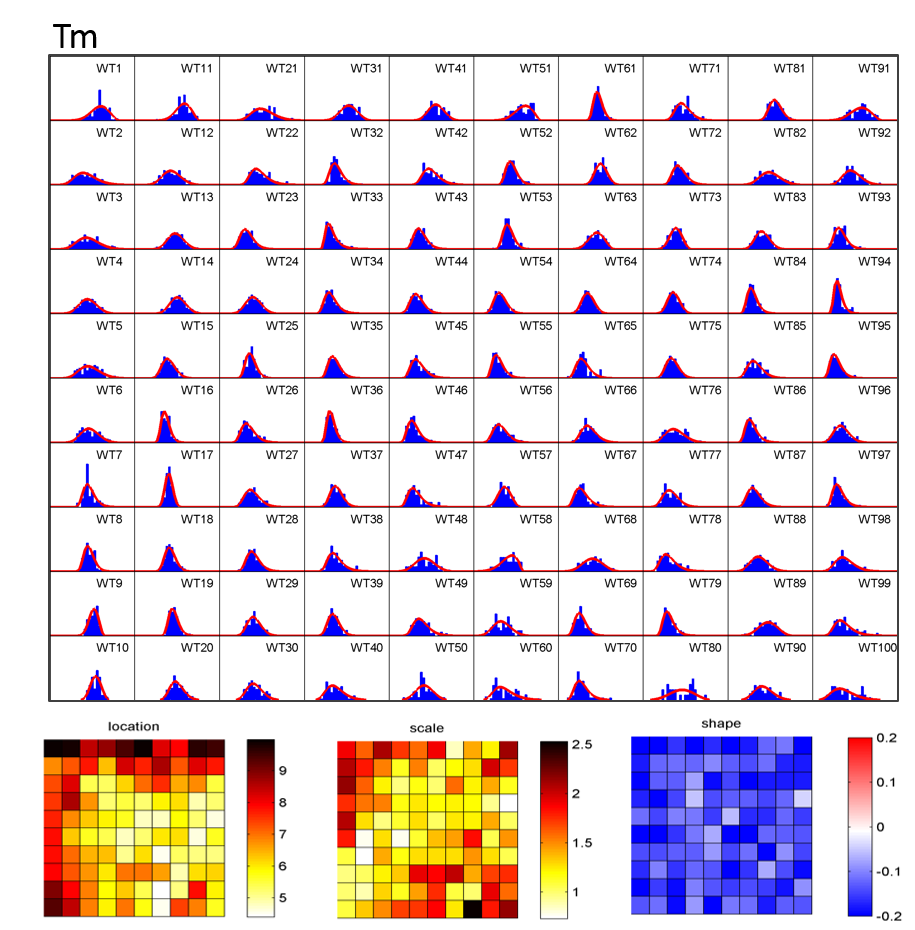 Tm
WT1 WT11 WT21 WT31 WT41 WT51 WT61 WT71 WT81 WT91
WT2 WT12 WT22 WT32 WT42 WT52 WT62 WT72 WT82 WT92
WT3 WT13 WT23 WT33 WT43 WT53 WT63 WT73 WT83 WT93
WT4 WT14 WT24 WT34 WT44 WT54 WT64 WT74 WT84 WT94
WT5 WT15 WT25 WT35 WT45 WT55 WT65 WT75 WT85 WT95
WT6 WT16 WT26 WT36 WT46 WT56 WT66 WT76 WT86 WT96
WT7 WT17 WT27 WT37 WT47 WT57 WT67 WT77 WT87 WT97
WT8 WT18 WT28 WT38 WT48 WT58 WT68 WT78 WT88 WT98
WT9 WT19 WT29 WT39 WT49 WT59 WT69 WT79 WT89 WT99
WT10 WT20 WT30 WT40 WT50 WT60 WT70 WT80 WT90 WT100
location scale shape
9
8
7
6
5
2.5
2
1.5
1
0.2
0.1
0
-0.1
-0.2